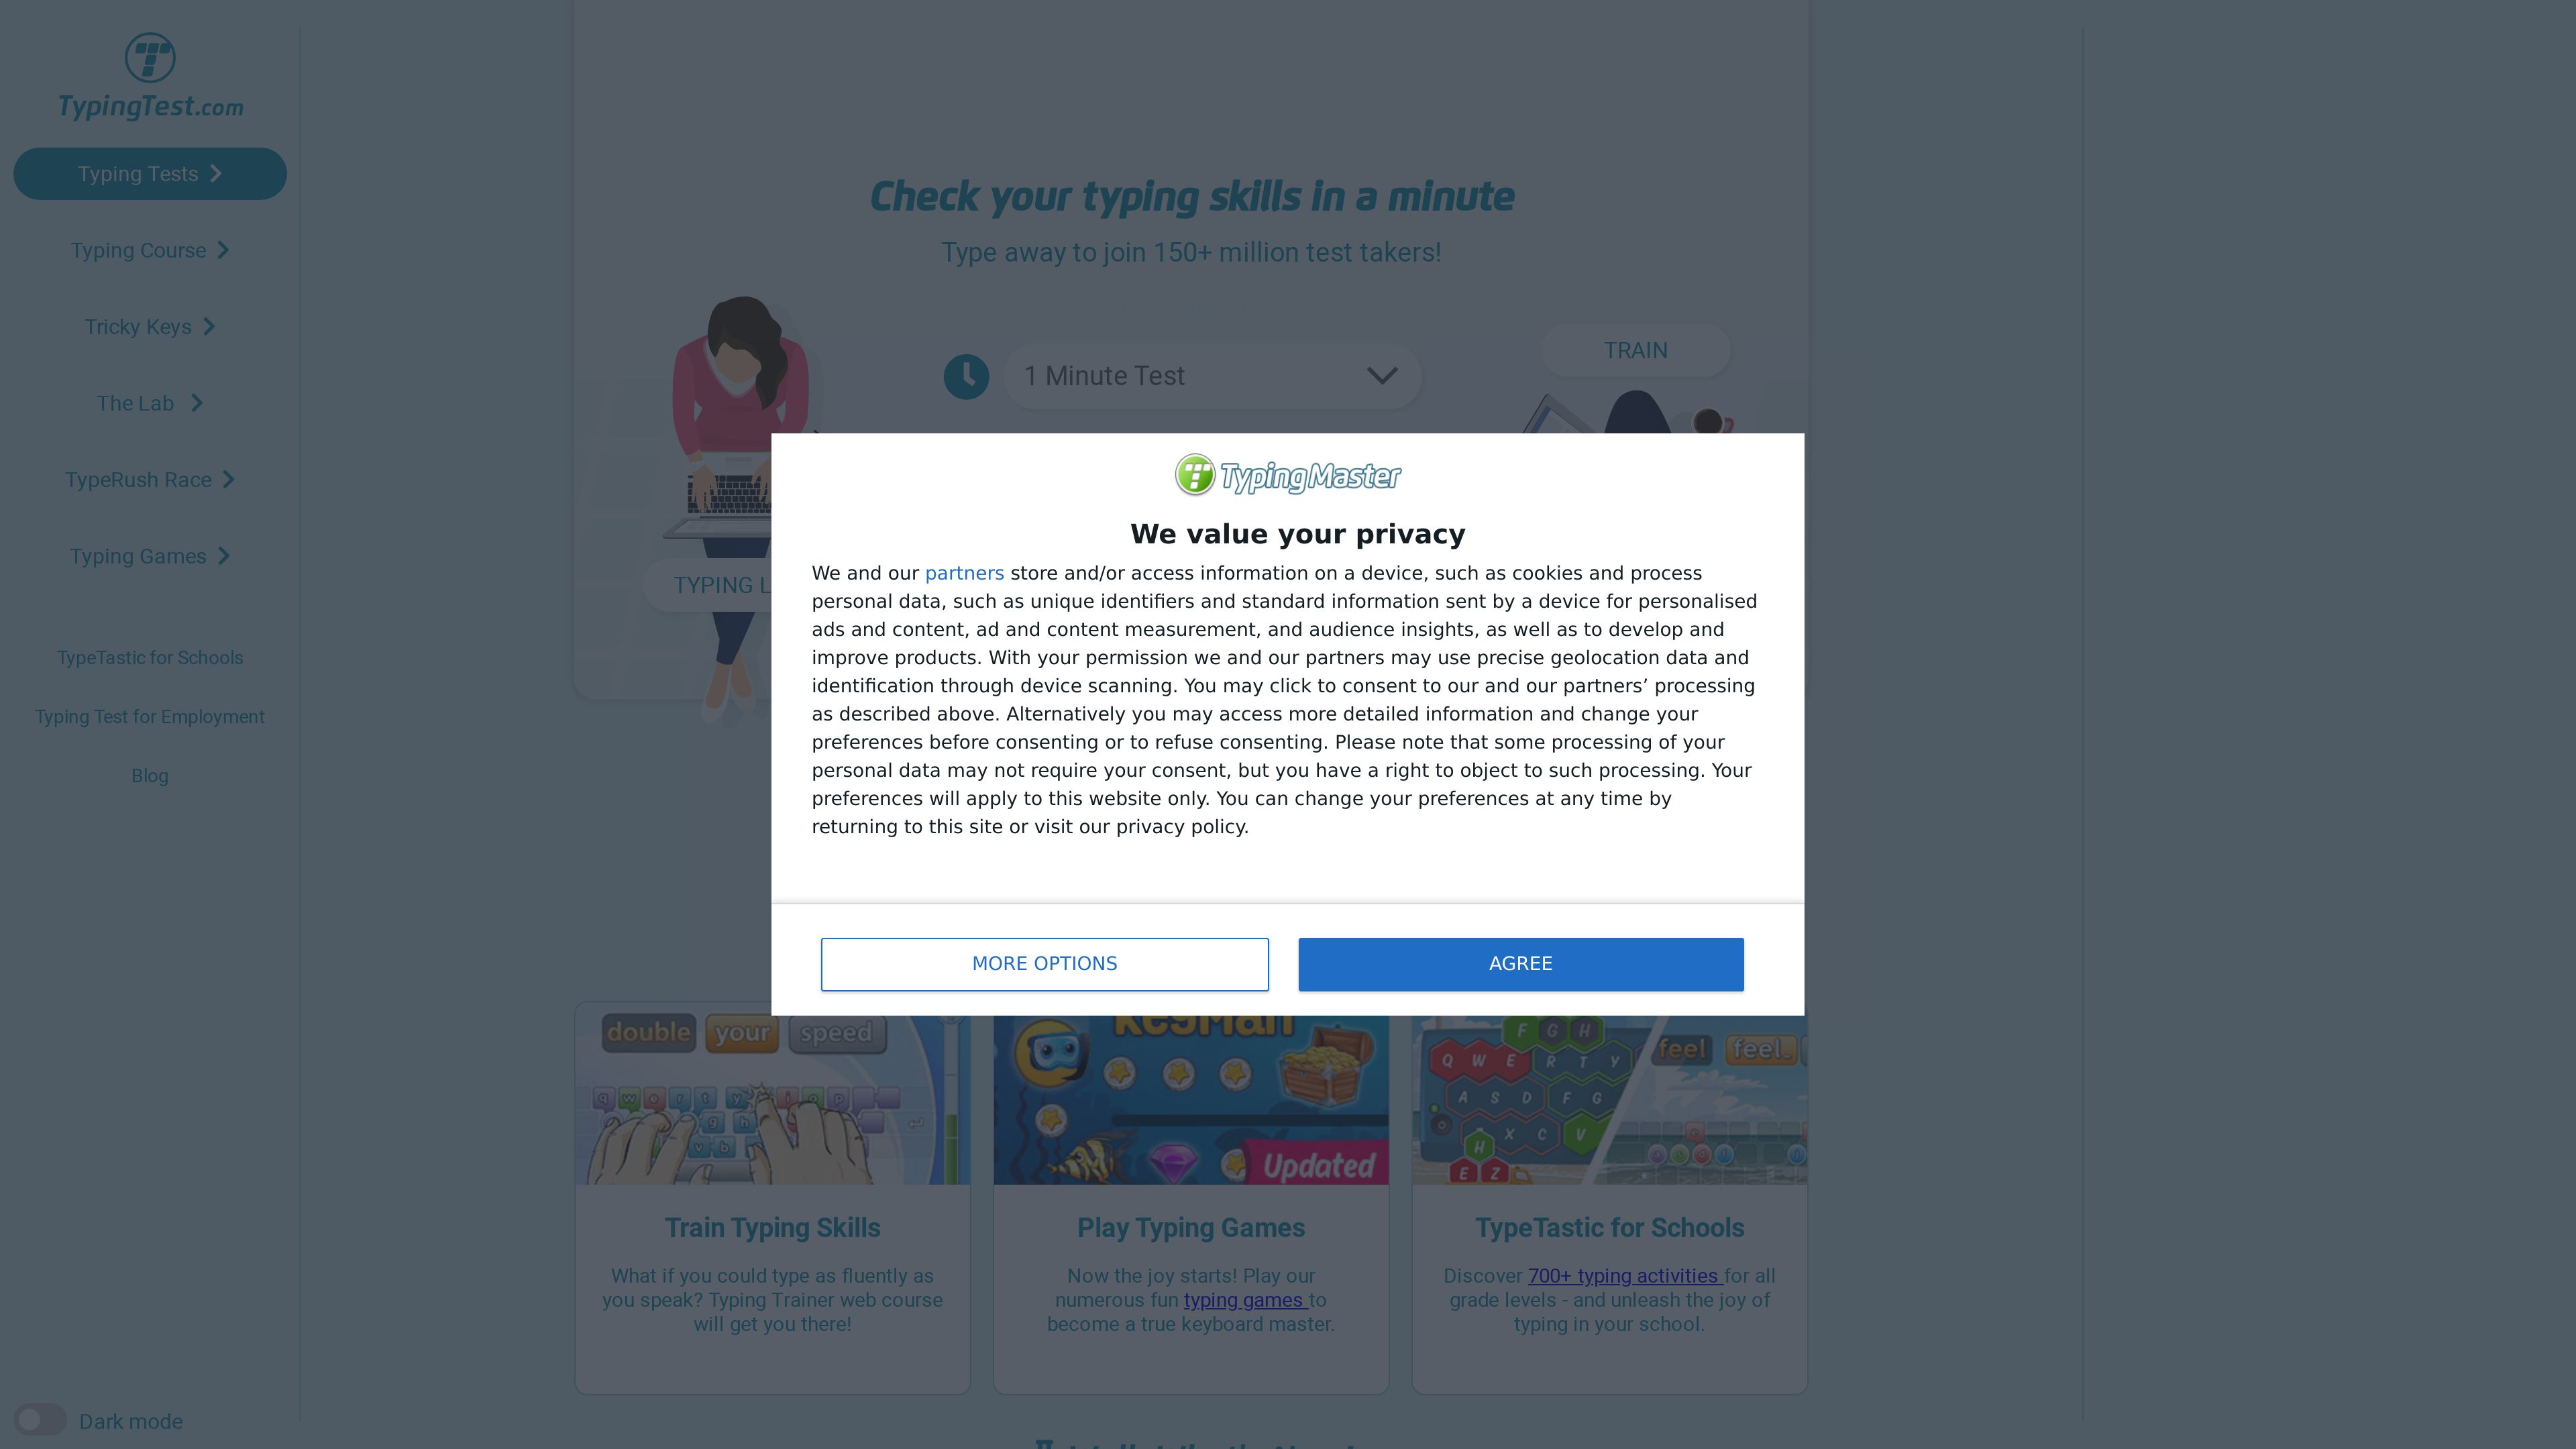 TypingTest.com
Typing Tests
Typing Course
Tricky Keys
The Lab
TypeRush Race
Typing Games
TypeTastic for Schools
Typing Test for Employment
Blog
Dark mode
Check your typing skills in a minute
Type away to join 150+ million test takers!
1 Minute Test
TRAIN
TYPING L
TypingMaster
We value your privacy
We and our partners store and/or access information on a device, such as cookies and process
personal data, such as unique identifiers and standard information sent by a device for personalised
ads and content, ad and content measurement, and audience insights, as well as to develop and
improve products. With your permission we and our partners may use precise geolocation data and
identification through device scanning. You may click to consent to our and our partners’ processing
as described above. Alternatively you may access more detailed information and change your
preferences before consenting or to refuse consenting. Please note that some processing of your
personal data may not require your consent, but you have a right to object to such processing. Your
preferences will apply to this website only. You can change your preferences at any time by
returning to this site or visit our privacy policy.
MORE OPTIONS
AGREE
double your speed
q w e r t y i o p
g h
v b
KeyMan
Updated
F G H
Q W E R T Y
A S D F G
X C V
H
E Z
feel feel_
Train Typing Skills
What if you could type as fluently as
you speak? Typing Trainer web course
will get you there!
Play Typing Games
Now the joy starts! Play our
numerous fun typing games to
become a true keyboard master.
TypeTastic for Schools
Discover 700+ typing activities for all
grade levels - and unleash the joy of
typing in your school.